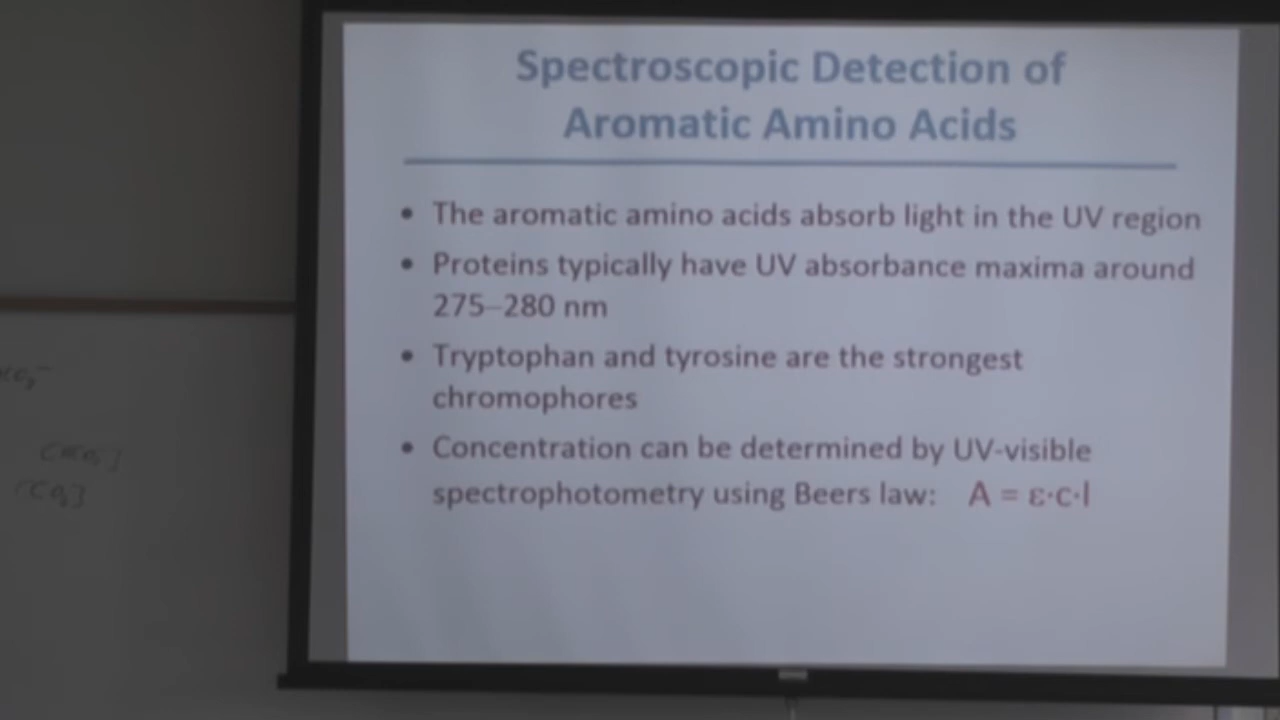 Spectroscopic Detection of
Aromatic Amino Acids
• The aromatic amino acids absorb light in the UV region
• Proteins typically have UV absorbance maxima around
275–280 nm
• Tryptophan and tyrosine are the strongest
chromophores
• Concentration can be determined by UV-visible
spectrophotometry using Beers law: A = ε·c·l